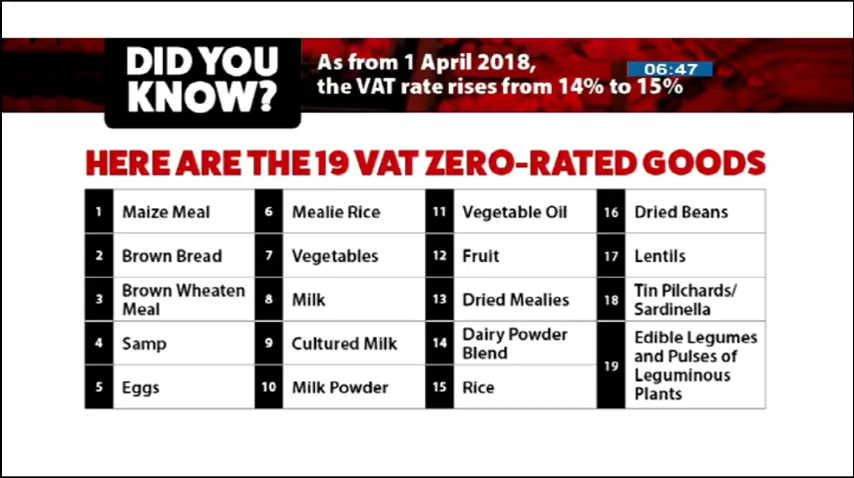 DID YOU
KNOW?
As from 1 April 2018,
the VAT rate rises from 14% to 15%
06:47
HERE ARE THE 19 VAT ZERO-RATED GOODS
1 Maize Meal
2 Brown Bread
3 Brown Wheaten
Meal
4 Samp
5 Eggs
6 Mealie Rice
7 Vegetables
8 Milk
9 Cultured Milk
10 Milk Powder
11 Vegetable Oil
12 Fruit
13 Dried Mealies
14 Dairy Powder
Blend
15 Rice
16 Dried Beans
17 Lentils
18 Tin Pilchards/
Sardinella
19 Edible Legumes
and Pulses of
Leguminous
Plants